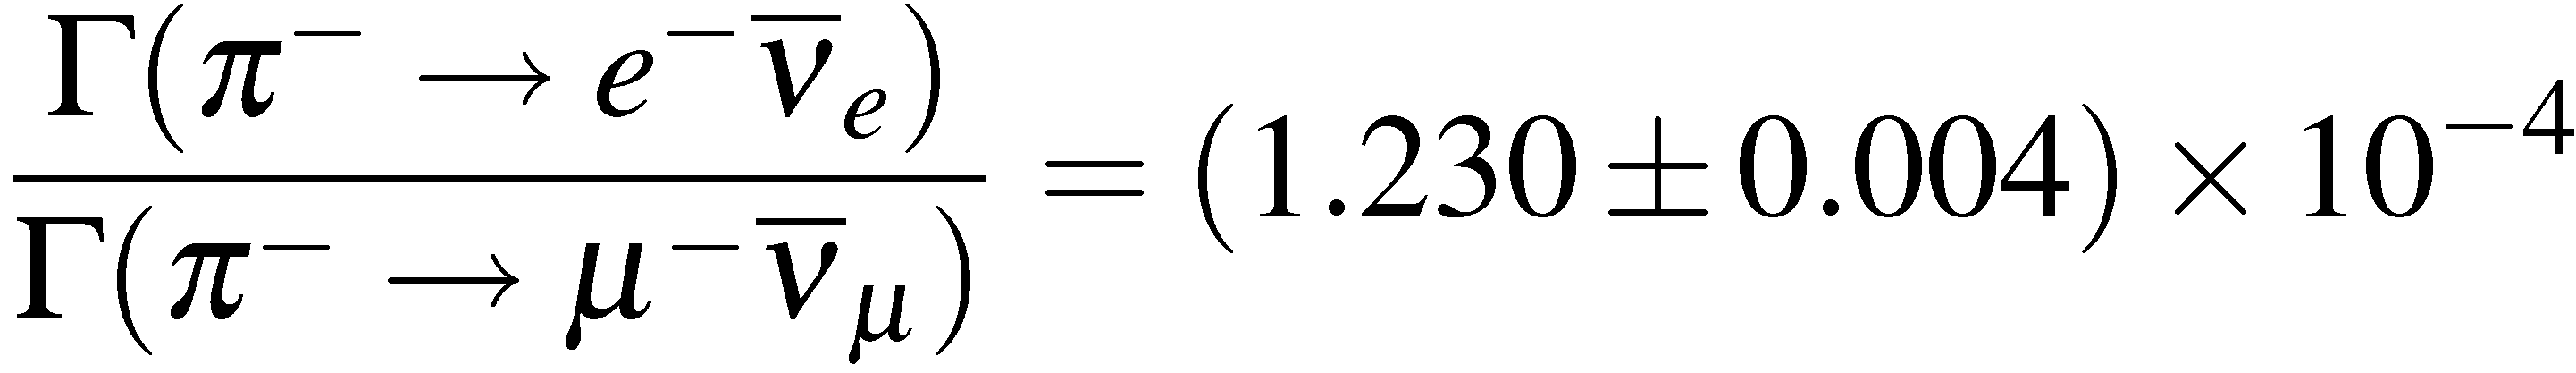 Γ(π⁻ → e⁻ ν̅ₑ)
Γ(π⁻ → μ⁻ ν̅_μ)
= (1.230 ± 0.004) × 10⁻⁴